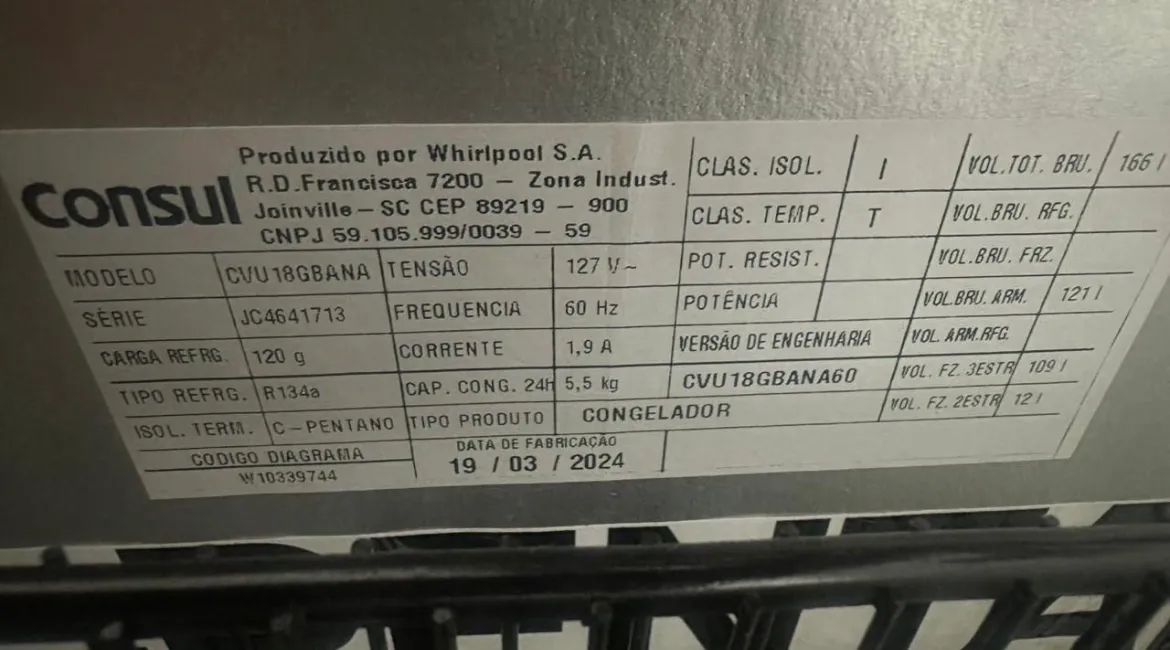 Consul
Produzido por Whirlpool S.A.
R.D.Francisca 7200 – Zona Indust.
Joinville – SC CEP 89219 – 900
CNPJ 59.105.999/0039 – 59
MODELO CVU18GBANA TENSÃO 127 V~
SÉRIE JC4641713 FREQUENCIA 60 Hz
CARGA REFRG. 120 g CORRENTE 1,9 A
TIPO REFRG. R134a CAP. CONG. 24H 5,5 kg
ISOL. TERM. C-PENTANO TIPO PRODUTO CONGELADOR
CODIGO DIAGRAMA
W10339744
DATA DE FABRICAÇÃO
19 / 03 / 2024
CLAS. ISOL. I VOL.TOT. BRU. 166 l
CLAS. TEMP. T VOL.BRU. RFG.
POT. RESIST. VOL.BRU. FRZ.
POTÊNCIA VOL.BRU. ARM. 121 l
VERSÃO DE ENGENHARIA VOL. ARM.RFG.
CVU18GBANA60 VOL. FZ. 3ESTR 109 l
VOL. FZ. 2ESTR 12 l